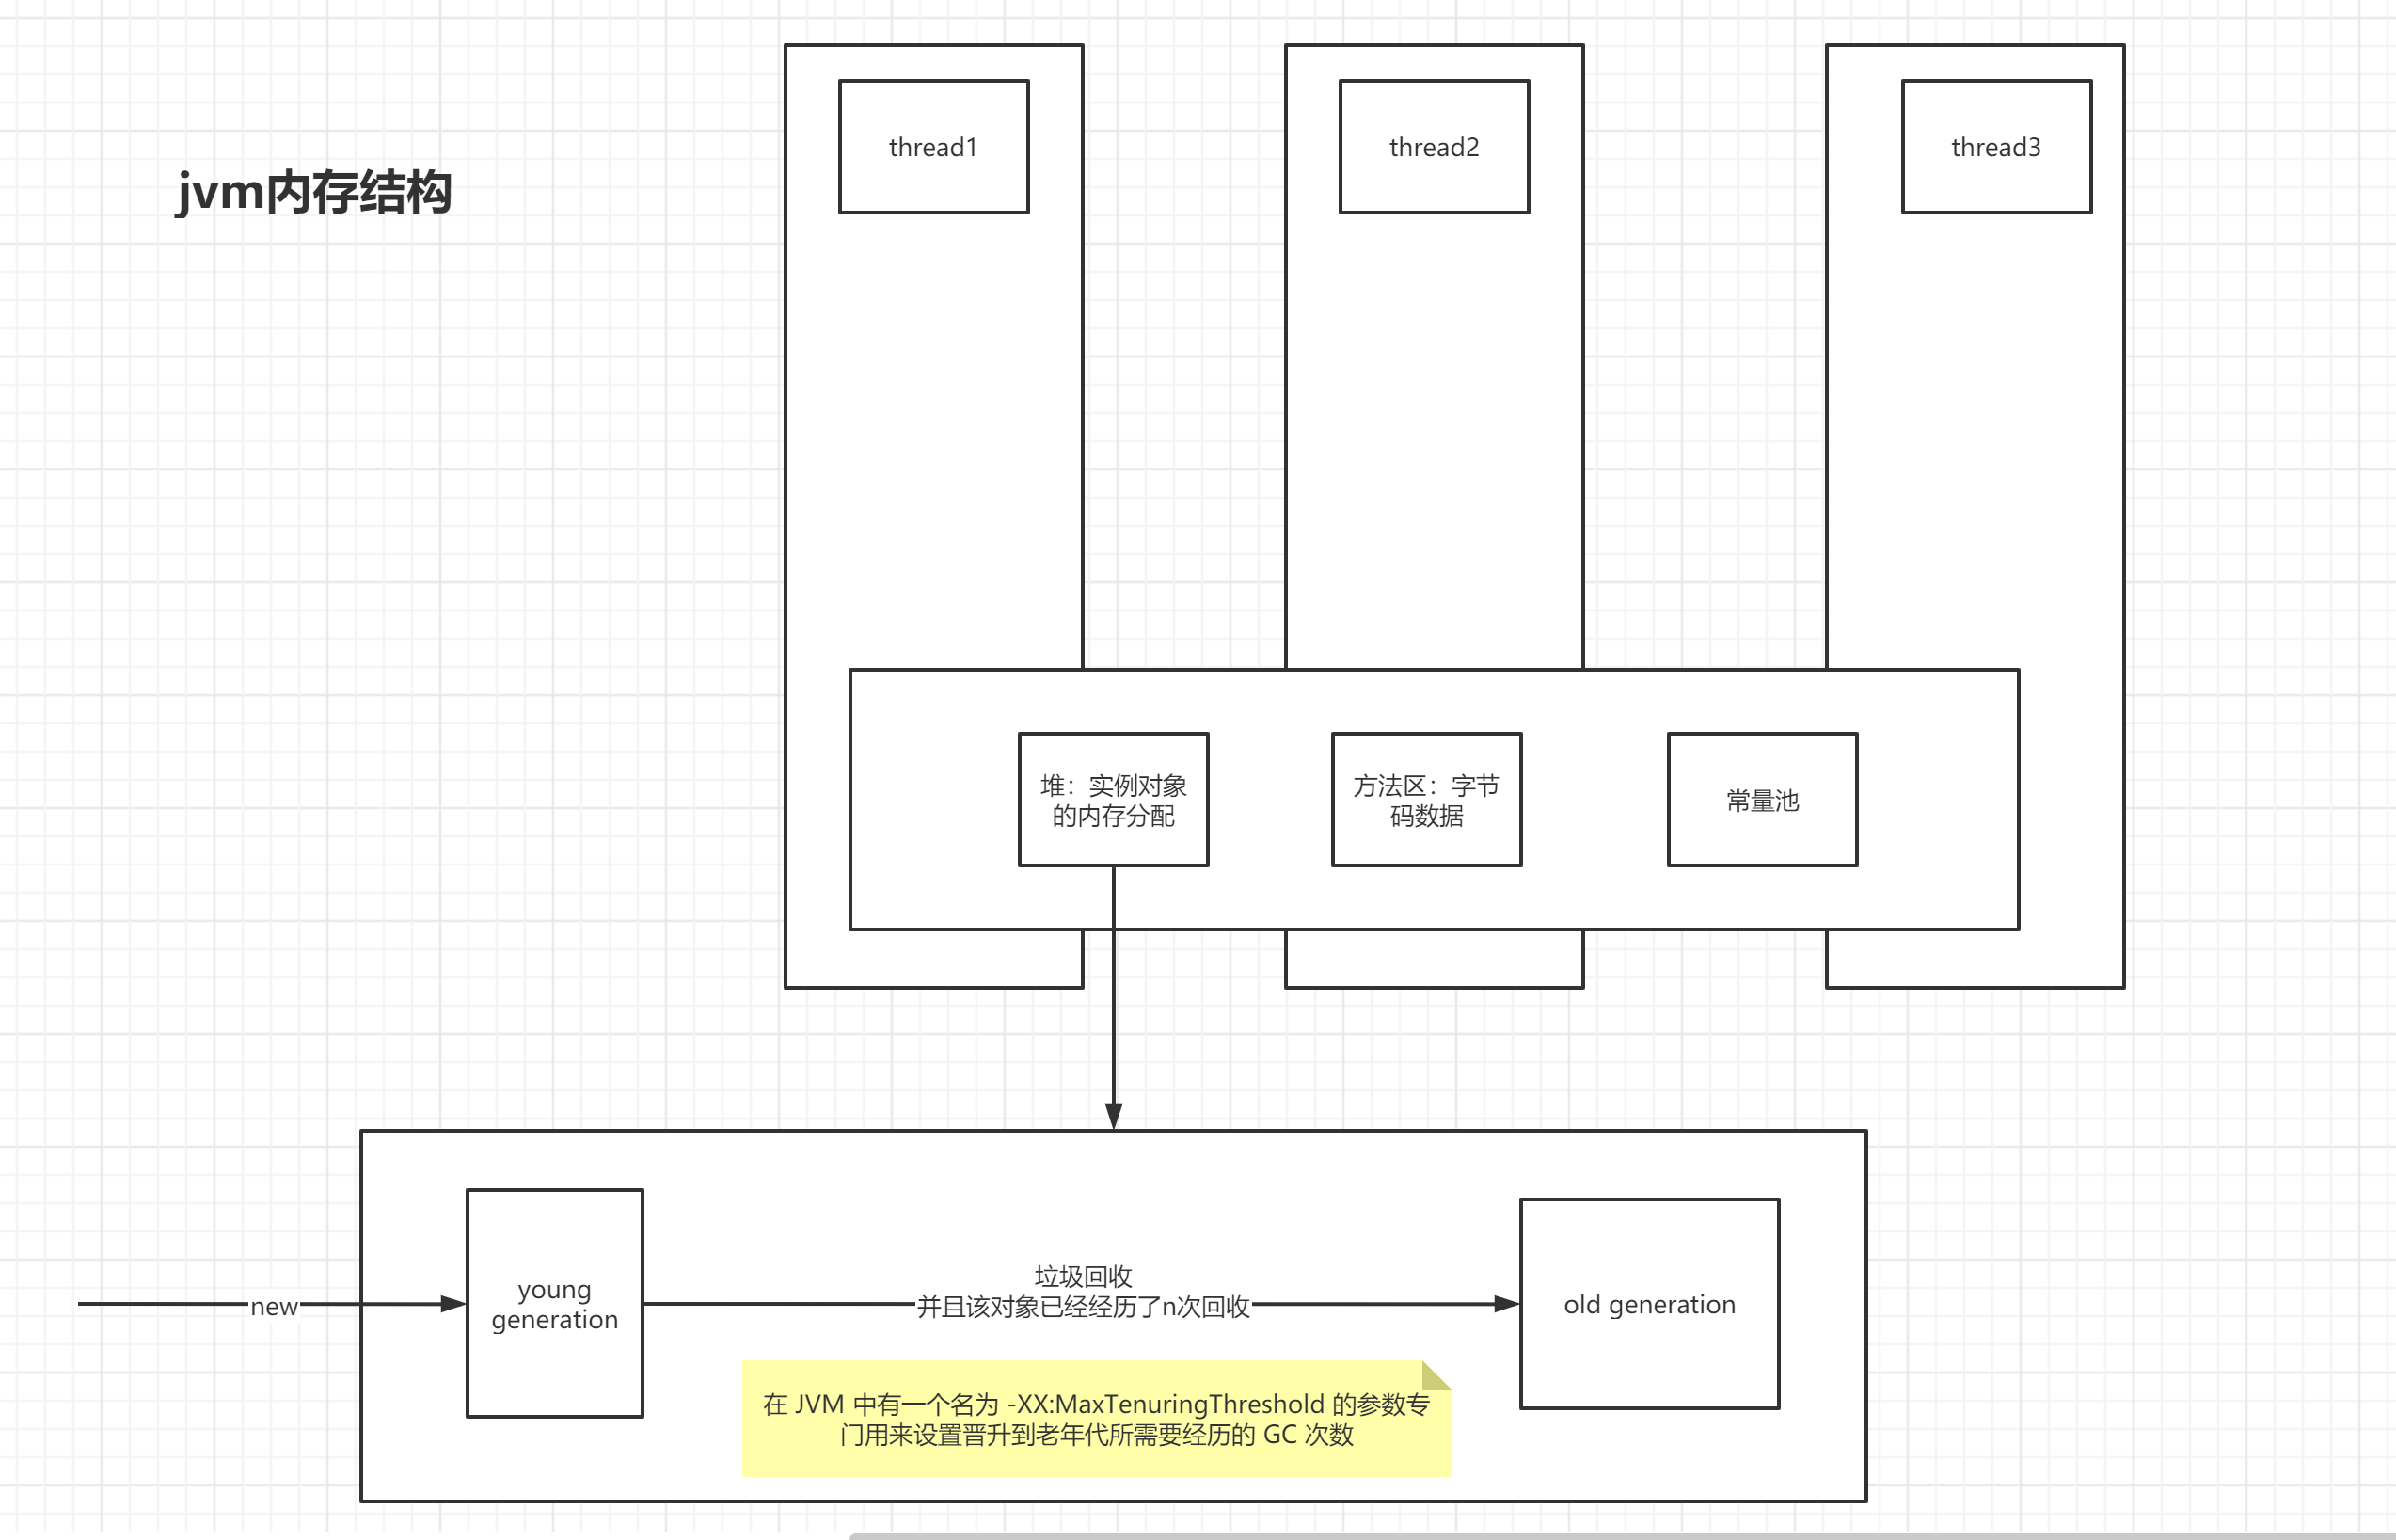 thread1
thread2
thread3
jvm内存结构
堆：实例对象
的内存分配
方法区：字节
码数据
常量池
new
young
generation
垃圾回收
并且该对象已经经历了n次回收
old generation
在 JVM 中有一个名为 -XX:MaxTenuringThreshold 的参数专
门用来设置晋升到老年代所需要经历的 GC 次数